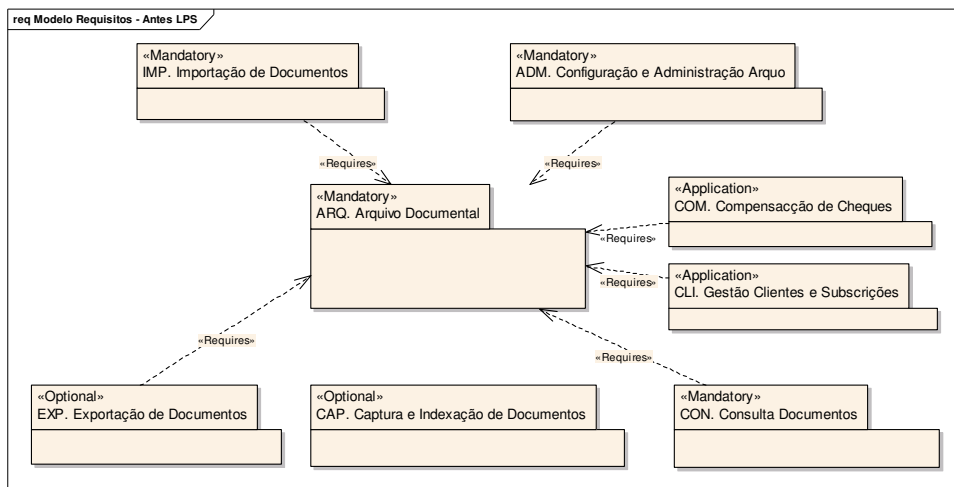 req Modelo Requisitos - Antes LPS
«Mandatory»
IMP. Importação de Documentos
«Mandatory»
ADM. Configuração e Administração Arquo
«Requires»
«Requires»
«Mandatory»
ARQ. Arquivo Documental
«Application»
COM. Compensacção de Cheques
«Requires»
«Application»
CLI. Gestão Clientes e Subscrições
«Requires»
«Requires»
«Requires»
«Optional»
EXP. Exportação de Documentos
«Optional»
CAP. Captura e Indexação de Documentos
«Mandatory»
CON. Consulta Documentos